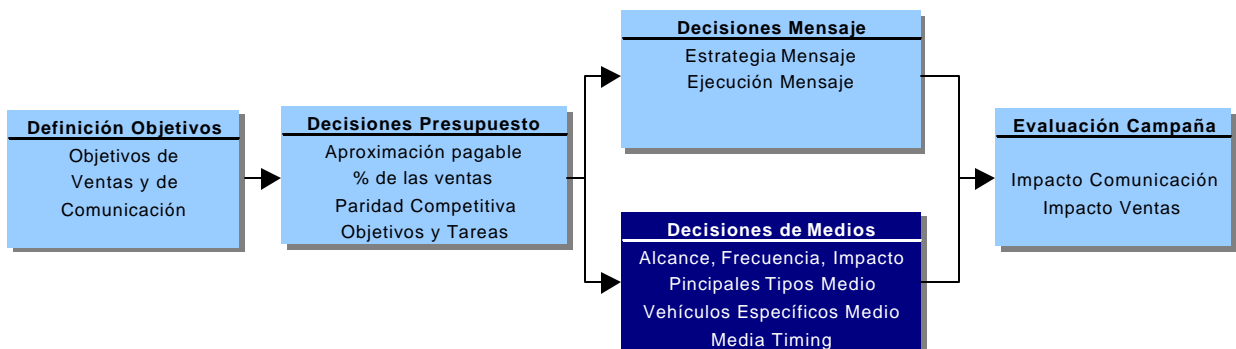 Definición Objetivos
Objetivos de
Ventas y de
Comunicación
Decisiones Presupuesto
Aproximación pagable
% de las ventas
Paridad Competitiva
Objetivos y Tareas
Decisiones Mensaje
Estrategia Mensaje
Ejecución Mensaje
Decisiones de Medios
Alcance, Frecuencia, Impacto
Pincipales Tipos Medio
Vehículos Específicos Medio
Media Timing
Evaluación Campaña
Impacto Comunicación
Impacto Ventas